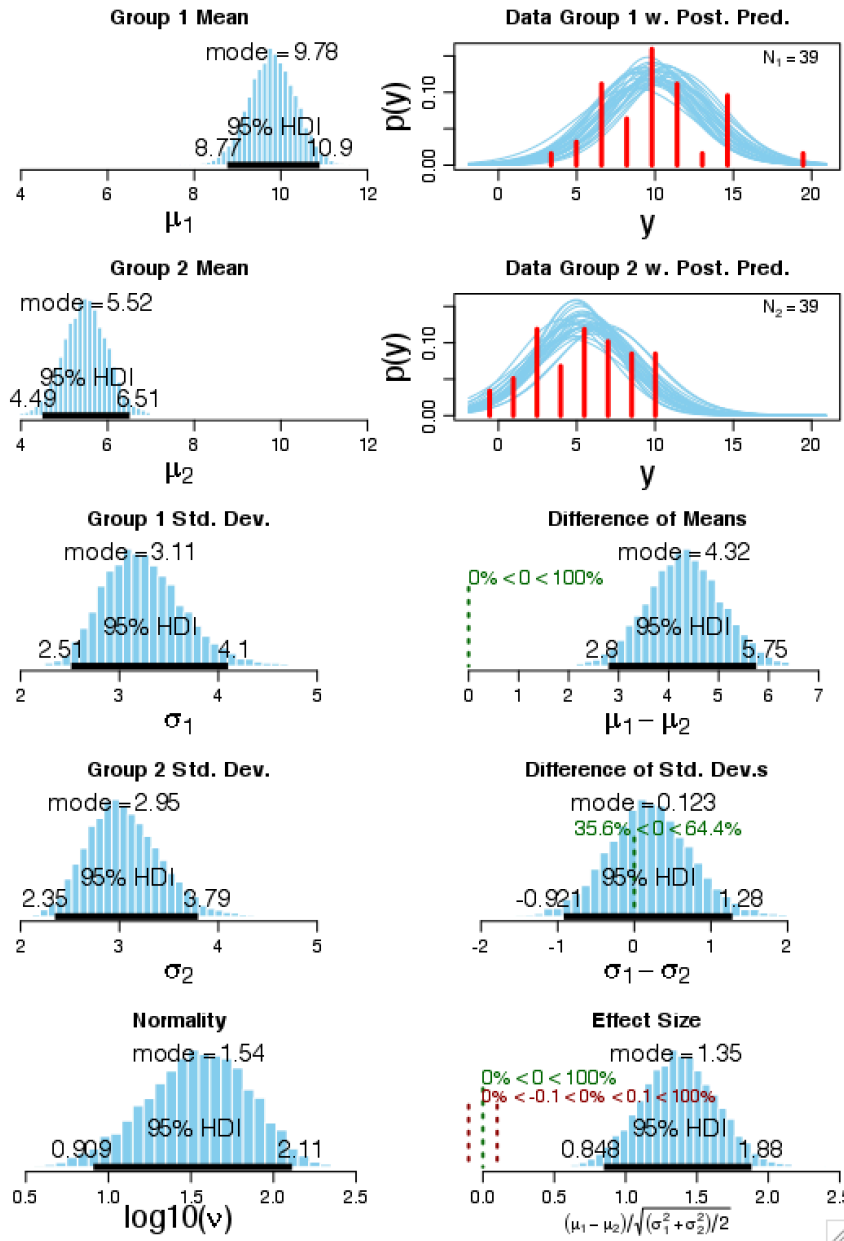 Group 1 Mean
mode = 9.78
95% HDI
8.77 10.9
4 6 8 10 12
μ1
Data Group 1 w. Post. Pred.
N1 = 39
p(y)
0.00 0.10
0 5 10 15 20
y
Group 2 Mean
mode = 5.52
95% HDI
4.49 6.51
4 6 8 10 12
μ2
Data Group 2 w. Post. Pred.
N2 = 39
p(y)
0.00 0.10
0 5 10 15 20
y
Group 1 Std. Dev.
mode = 3.11
95% HDI
2.51 4.1
2 3 4 5
σ1
Difference of Means
mode = 4.32
0% < 0 < 100%
95% HDI
2.8 5.75
0 1 2 3 4 5 6 7
μ1 − μ2
Group 2 Std. Dev.
mode = 2.95
95% HDI
2.35 3.79
2 3 4 5
σ2
Difference of Std. Dev.s
mode = 0.123
35.6% < 0 < 64.4%
95% HDI
-0.921 1.28
-2 -1 0 1 2
σ1 − σ2
Normality
mode = 1.54
95% HDI
0.909 2.11
0.5 1.0 1.5 2.0 2.5
log10(ν)
Effect Size
mode = 1.35
0% < 0 < 100%
0% < -0.1 < 0% < 0.1 < 100%
95% HDI
0.848 1.88
0.0 0.5 1.0 1.5 2.0 2.5
(μ1 − μ2)/√(σ1² + σ2²)/2